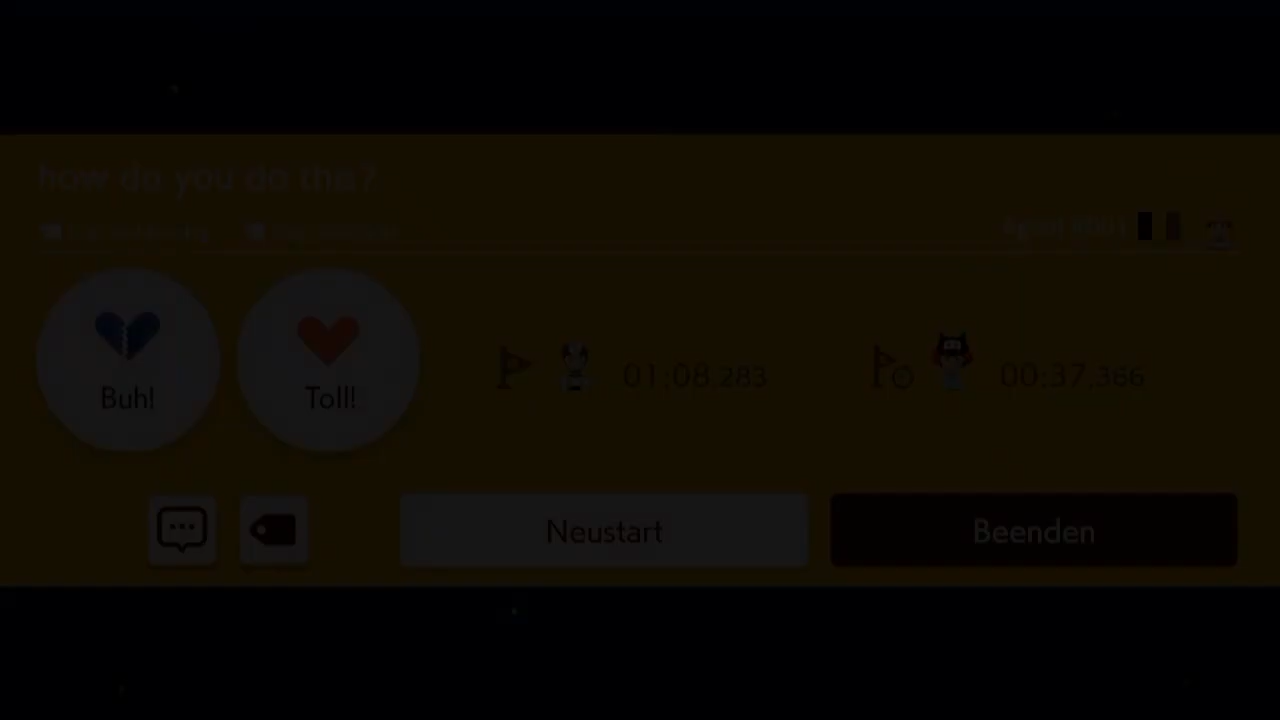 how do you do this?
Buh!
Toll!
01:08.283
00:37.366
Neustart
Beenden